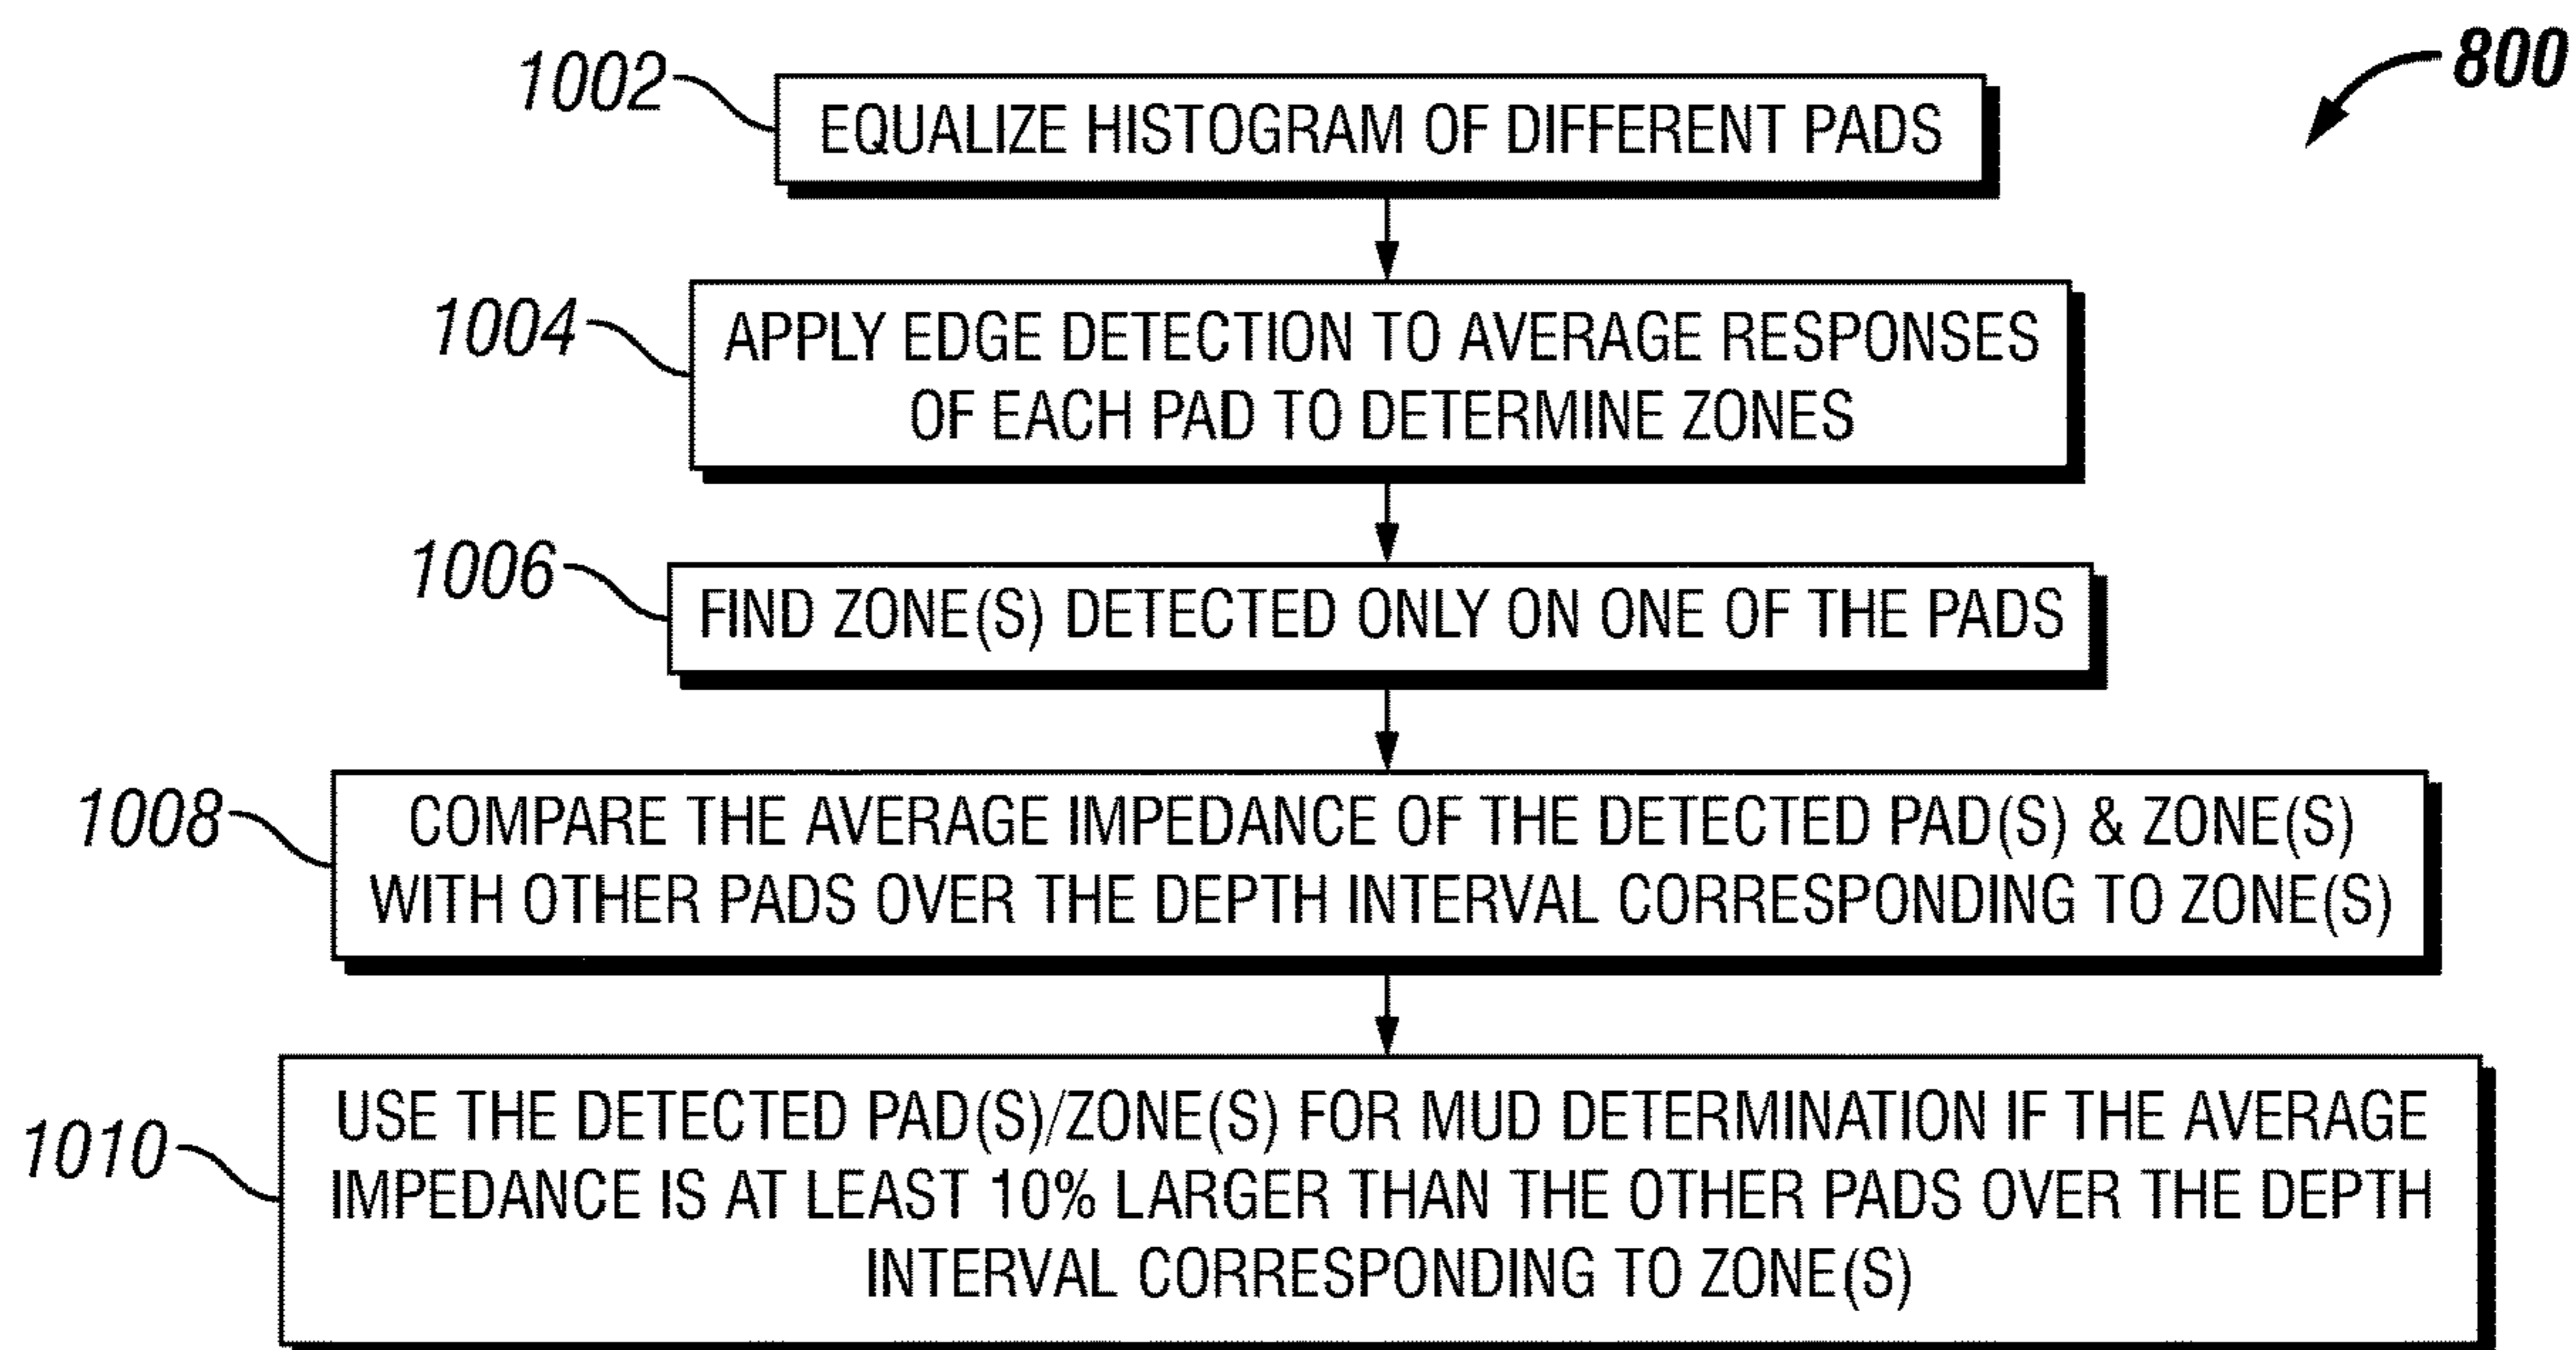 800
1002
EQUALIZE HISTOGRAM OF DIFFERENT PADS
1004
APPLY EDGE DETECTION TO AVERAGE RESPONSES
OF EACH PAD TO DETERMINE ZONES
1006
FIND ZONE(S) DETECTED ONLY ON ONE OF THE PADS
1008
COMPARE THE AVERAGE IMPEDANCE OF THE DETECTED PAD(S) & ZONE(S)
WITH OTHER PADS OVER THE DEPTH INTERVAL CORRESPONDING TO ZONE(S)
1010
USE THE DETECTED PAD(S)/ZONE(S) FOR MUD DETERMINATION IF THE AVERAGE
IMPEDANCE IS AT LEAST 10% LARGER THAN THE OTHER PADS OVER THE DEPTH
INTERVAL CORRESPONDING TO ZONE(S)